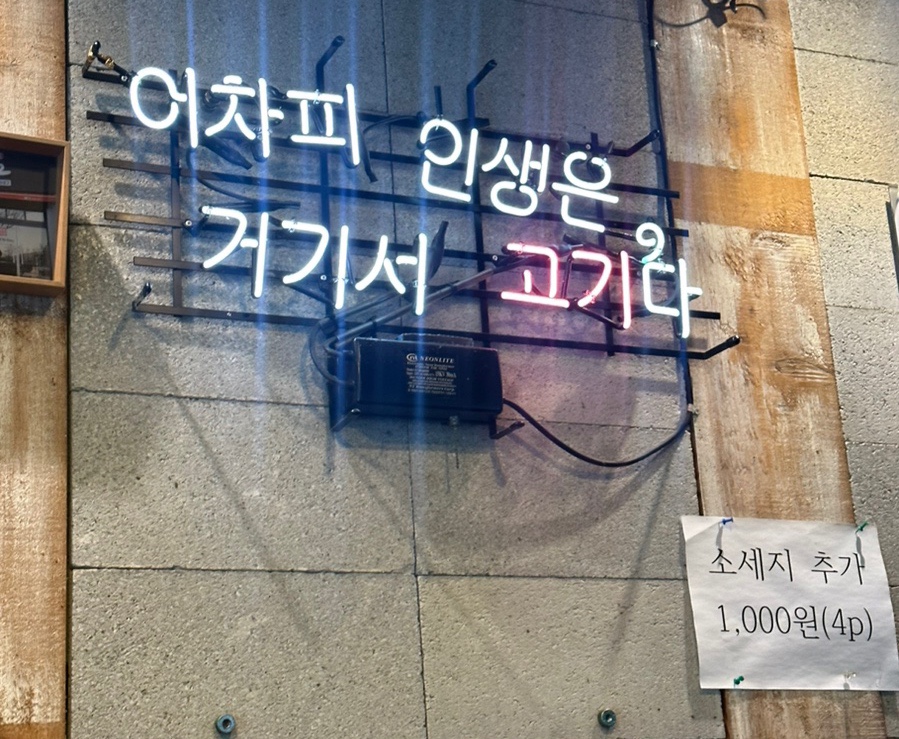 어차피 인생은,
거기서 고기다
NEONLITE
소세지 추가
1,000원(4p)